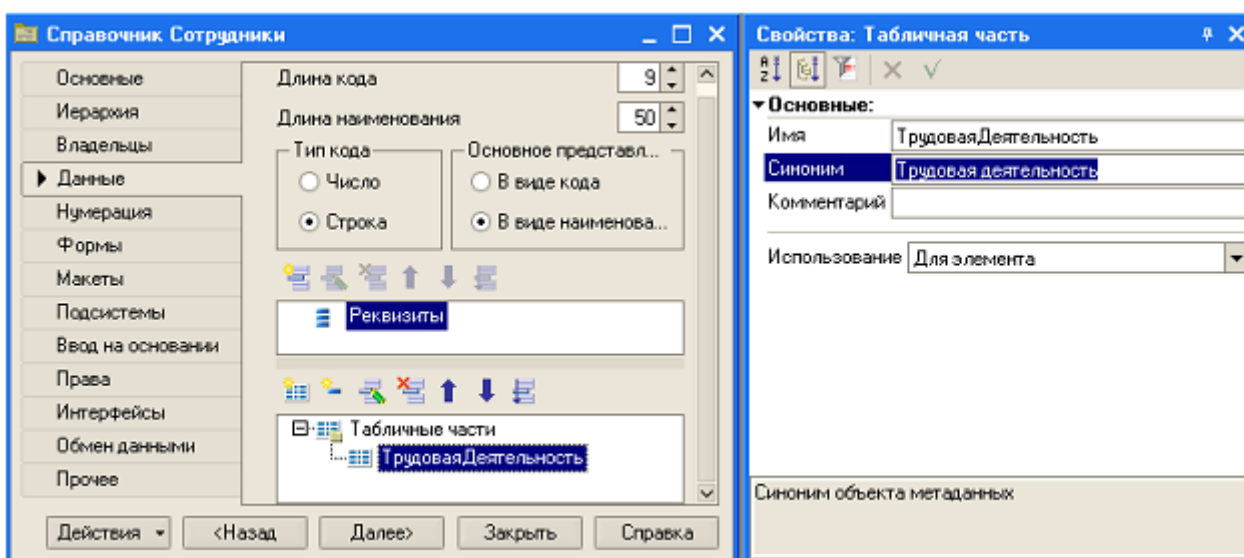 Справочник Сотрудники
Основные
Иерархия
Владельцы
Данные
Нумерация
Формы
Макеты
Подсистемы
Ввод на основании
Права
Интерфейсы
Обмен данными
Прочее
Длина кода 9
Длина наименования 50
Тип кода
Число
Строка
Основное представл...
В виде кода
В виде наименова...
Реквизиты
Табличные части
ТрудоваяДеятельность
Действия <Назад Далее> Закрыть Справка
Свойства: Табличная часть
Основные:
Имя ТрудоваяДеятельность
Синоним Трудовая деятельность
Комментарий
Использование Для элемента
Синоним объекта метаданных